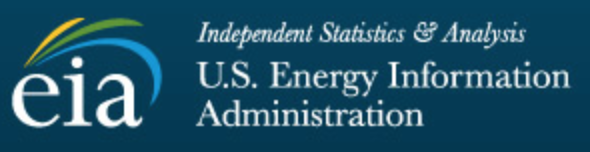 eia
Independent Statistics & Analysis
U.S. Energy Information
Administration